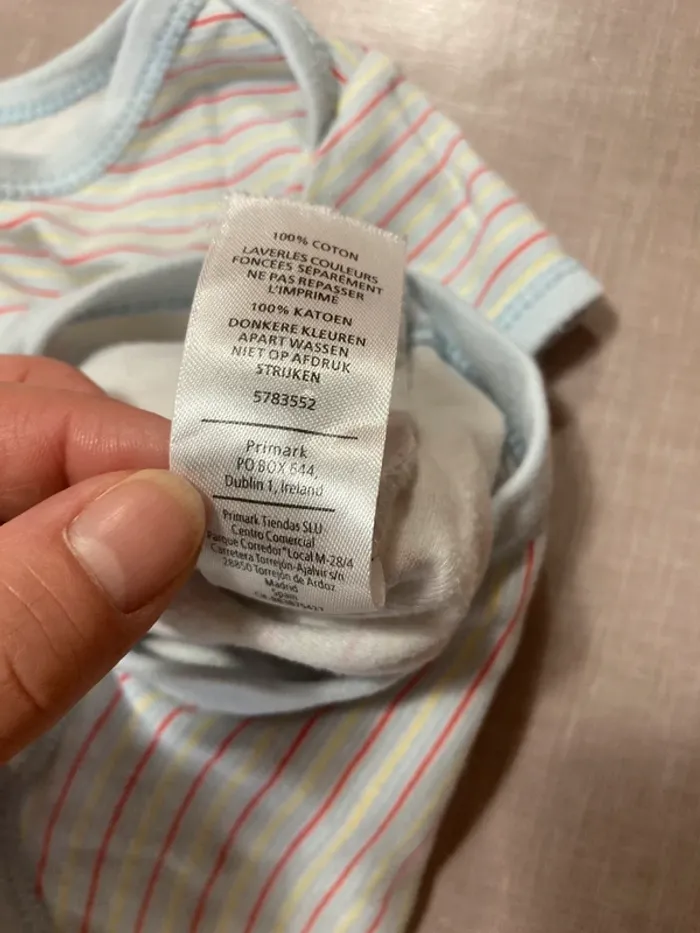 100% COTON
LAVERLES COULEURS
FONCÉES SÉPARÉMENT
NE PAS REPASSER
L'IMPRIMÉ
100% KATOEN
DONKERE KLEUREN
APART WASSEN
NIET OP AFDRUK
STRIJKEN
5783552
Primark
PO BOX 644,
Dublin 1, Ireland
Primark Tiendas SLU
Centro Comercial
Parque Corredor" Local M-28/4
Carretera Torrejón-Ajalvir s/n
28850 Torrejón de Ardoz
Madrid
Spain